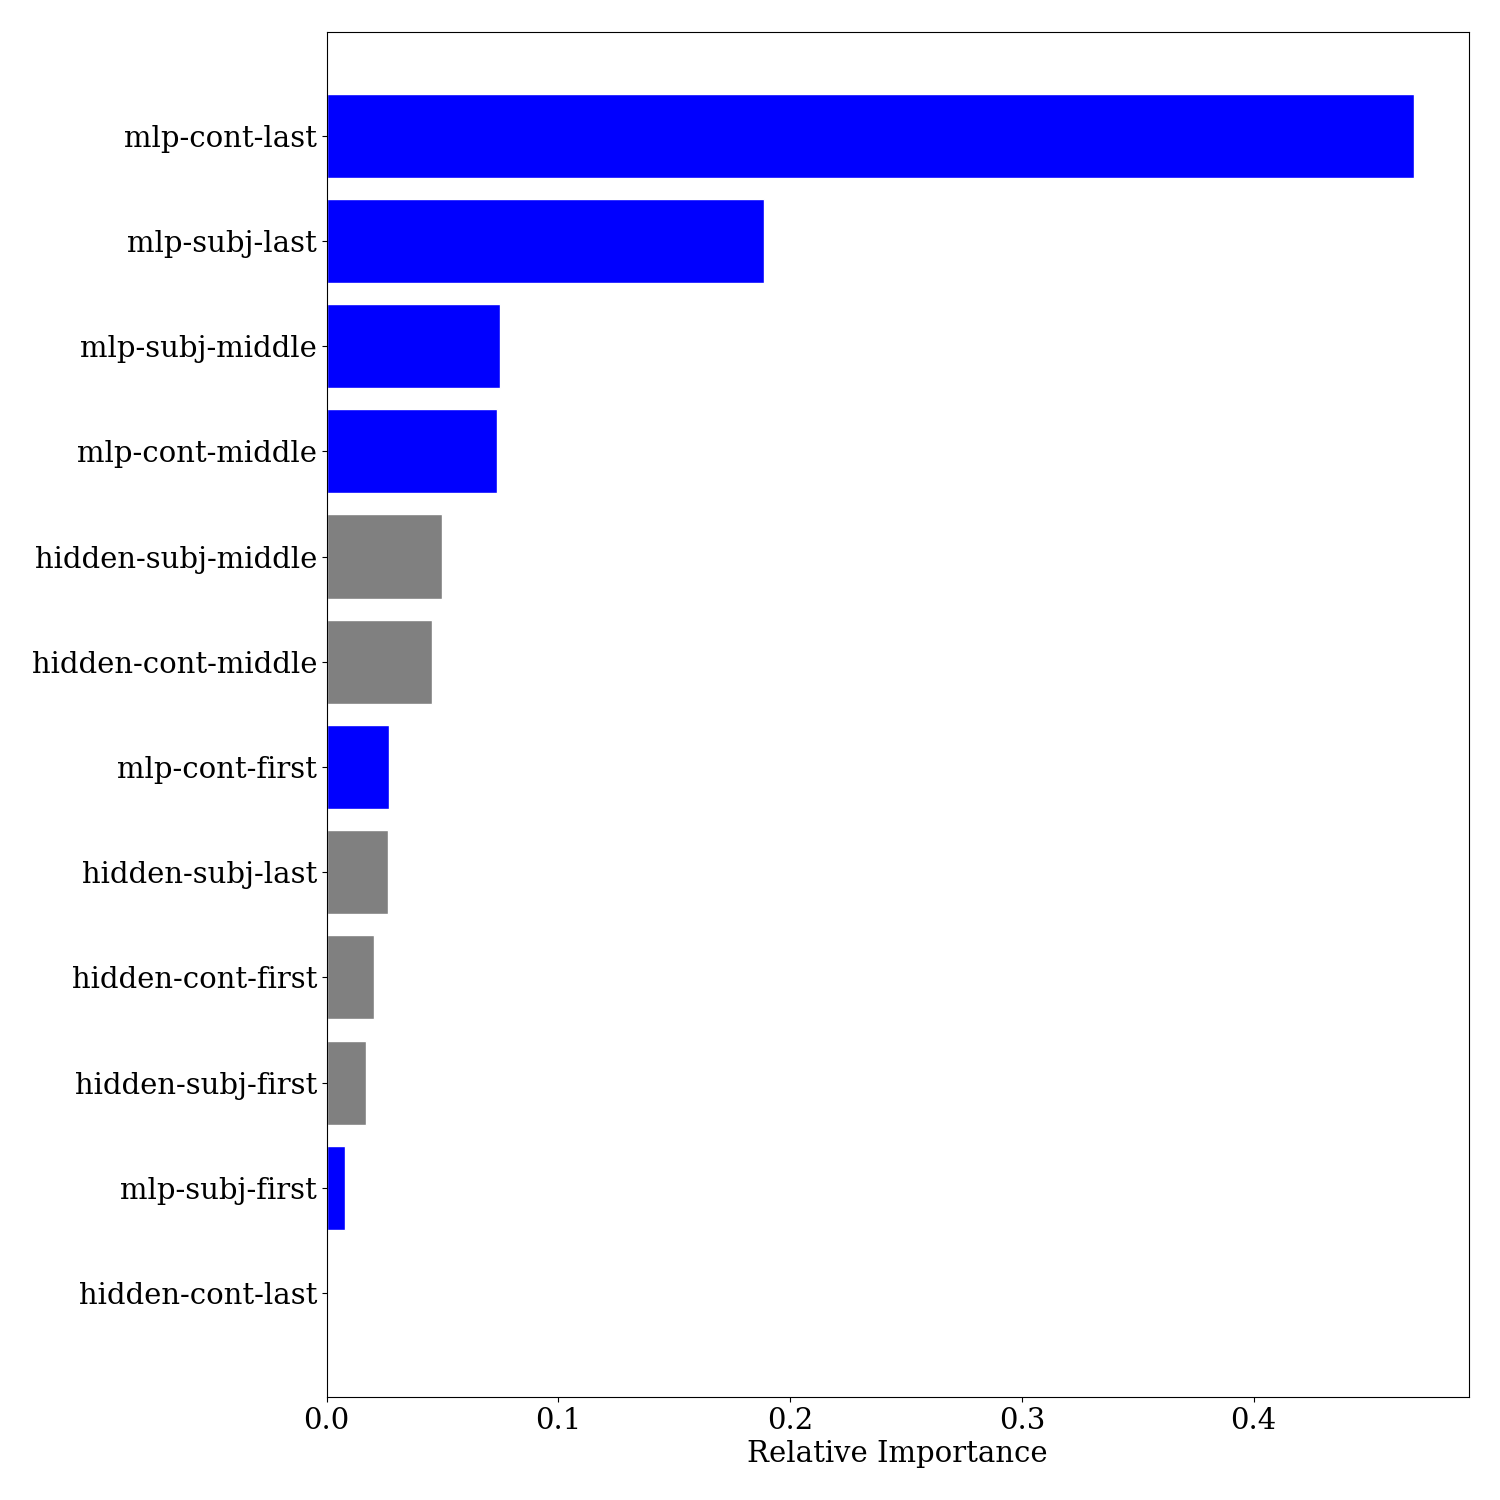 mlp-cont-last
mlp-subj-last
mlp-subj-middle
mlp-cont-middle
hidden-subj-middle
hidden-cont-middle
mlp-cont-first
hidden-subj-last
hidden-cont-first
hidden-subj-first
mlp-subj-first
hidden-cont-last
0.0 0.1 0.2 0.3 0.4
Relative Importance